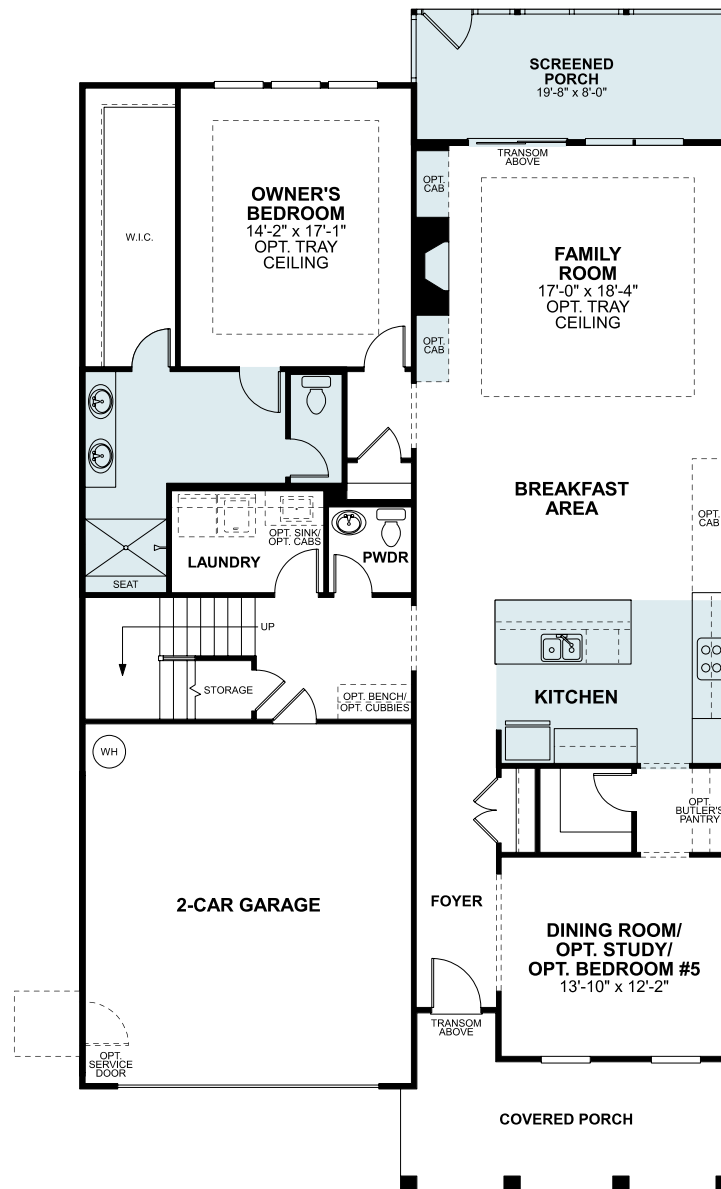 SCREENED
PORCH
19'-8" x 8'-0"
TRANSOM
ABOVE
OPT.
CAB
OWNER'S
BEDROOM
14'-2" x 17'-1"
OPT. TRAY
CEILING
W.I.C.
FAMILY
ROOM
17'-0" x 18'-4"
OPT. TRAY
CEILING
OPT.
CAB
BREAKFAST
AREA
OPT.
CAB
OPT. SINK/
OPT. CABS
LAUNDRY
PWDR
SEAT
UP
STORAGE
OPT. BENCH/
OPT. CUBBIES
KITCHEN
WH
OPT.
BUTLER'S
PANTRY
2-CAR GARAGE
FOYER
DINING ROOM/
OPT. STUDY/
OPT. BEDROOM #5
13'-10" x 12'-2"
TRANSOM
ABOVE
OPT.
SERVICE
DOOR
COVERED PORCH